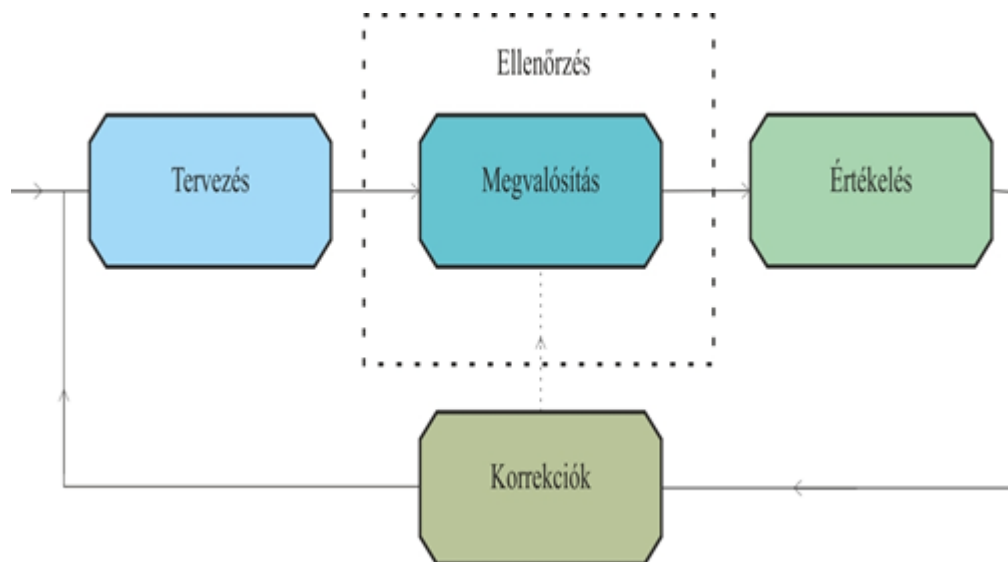 Ellenőrzés
Tervezés
Megvalósítás
Értékelés
Korrekciók